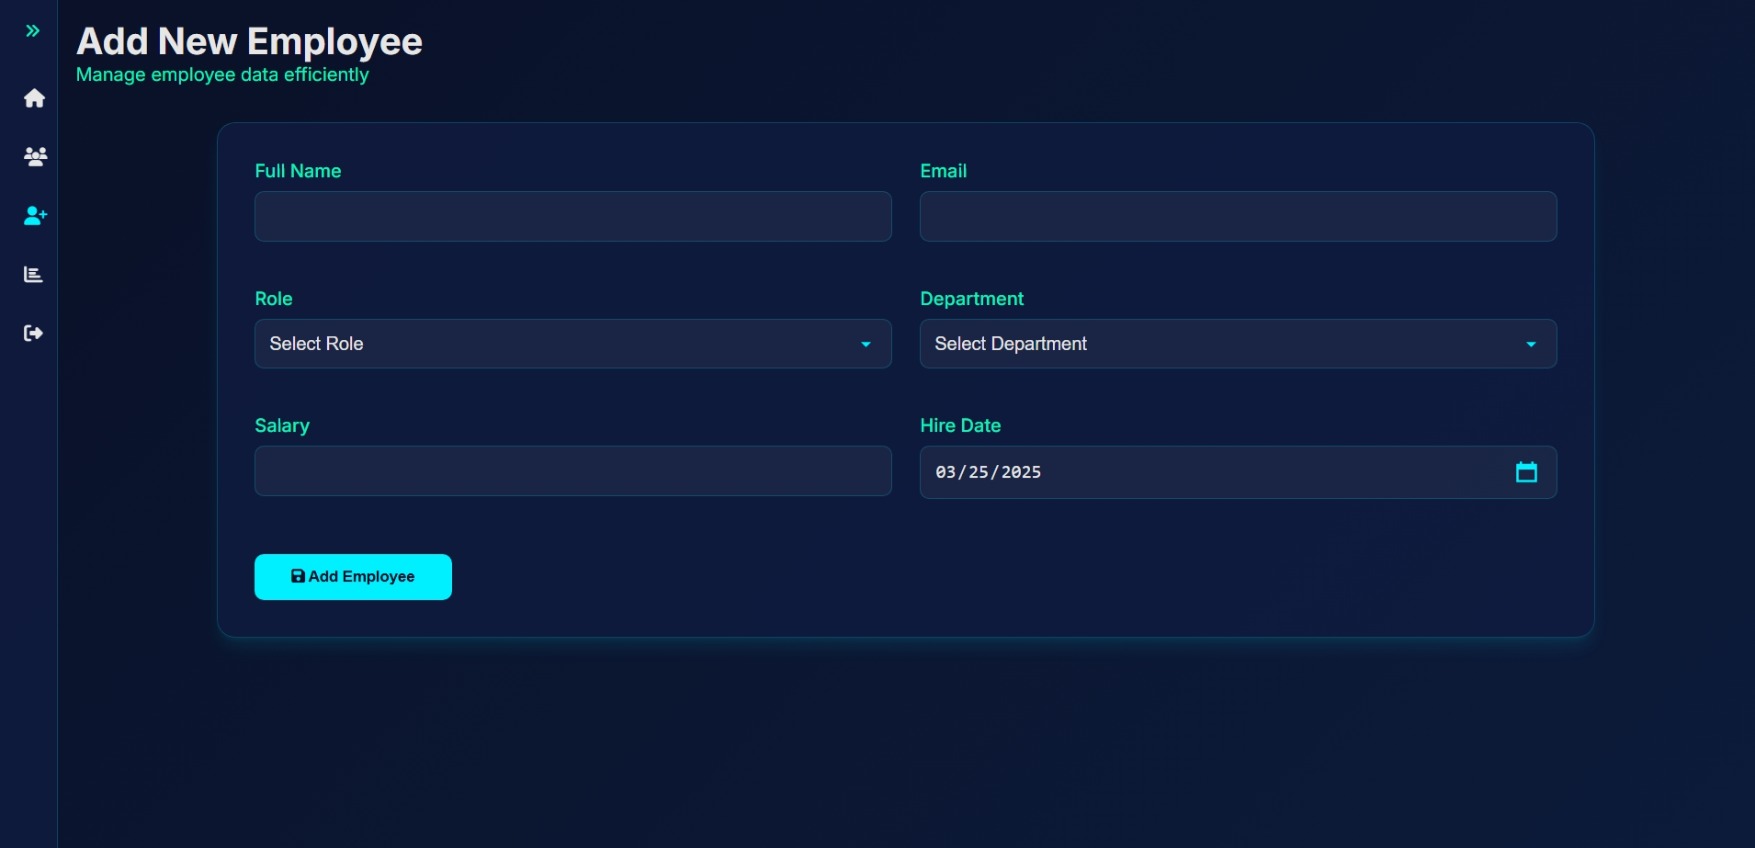 Add New Employee
Manage employee data efficiently
Full Name
Email
Role
Select Role
Department
Select Department
Salary
Hire Date
03/25/2025
Add Employee